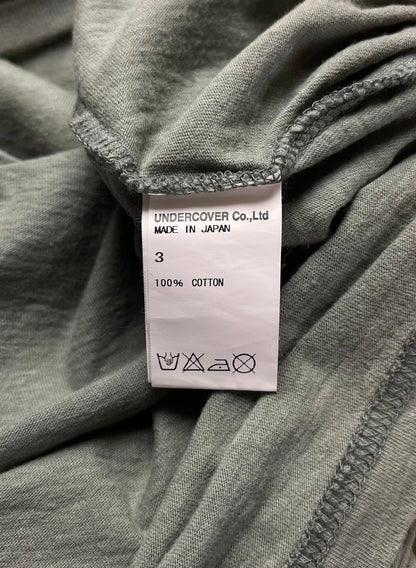 UNDERCOVER Co.,Ltd
MADE IN JAPAN
3
100% COTTON